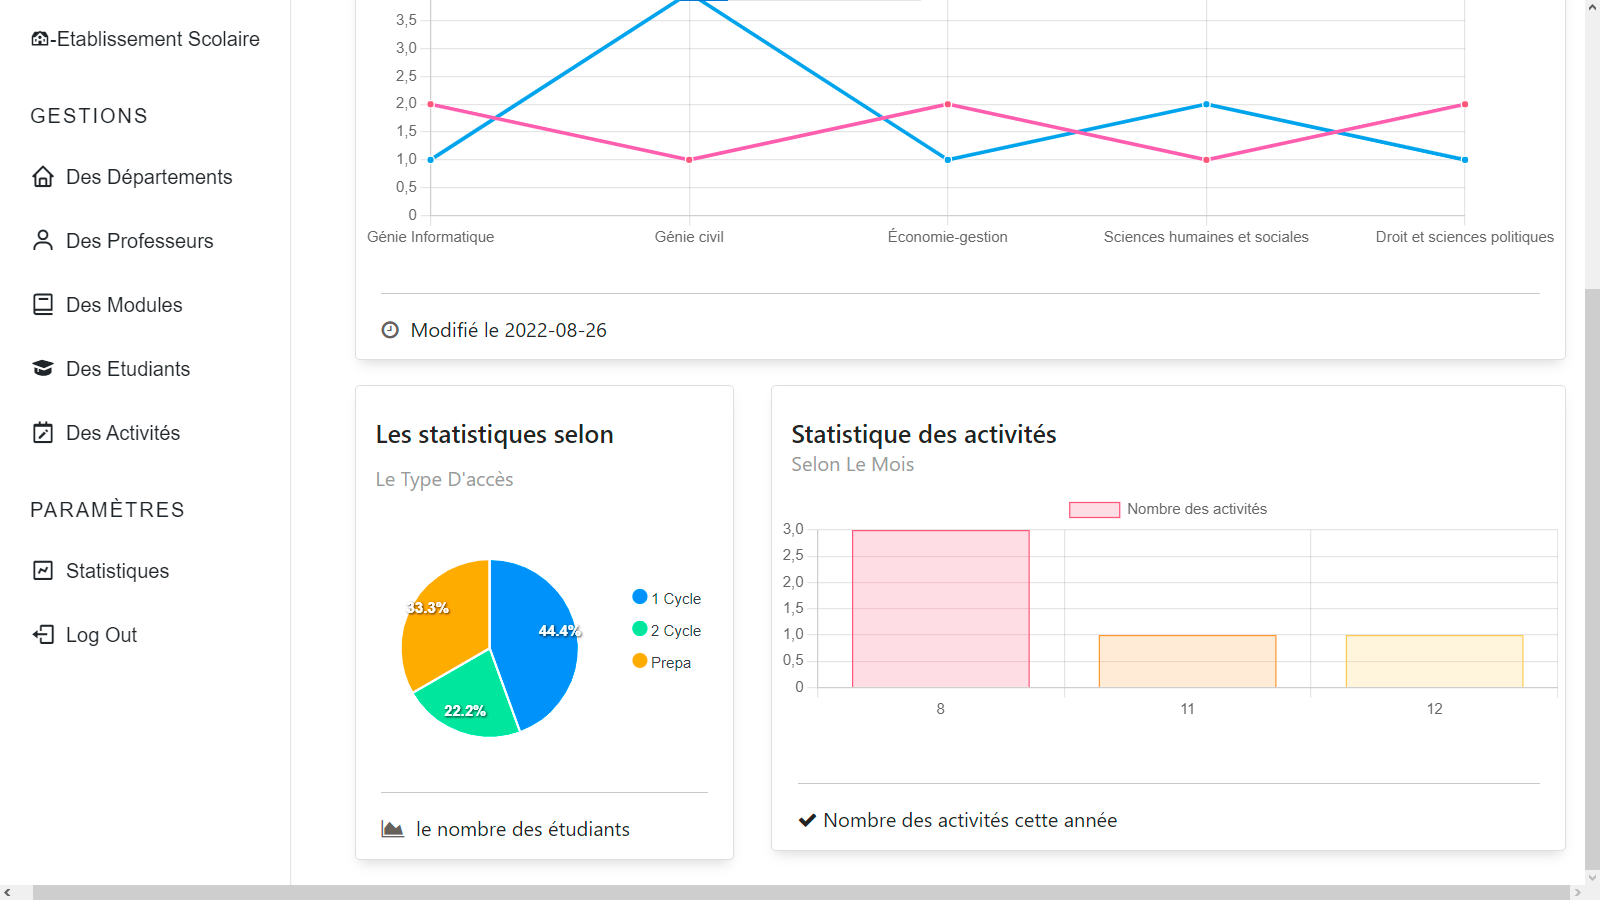 -Etablissement Scolaire
GESTIONS
Des Départements
Des Professeurs
Des Modules
Des Etudiants
Des Activités
PARAMÈTRES
Statistiques
Log Out
3,5
3,0
2,5
2,0
1,5
1,0
0,5
0
Génie Informatique
Génie civil
Économie-gestion
Sciences humaines et sociales
Droit et sciences politiques
Modifié le 2022-08-26
Les statistiques selon
Le Type D'accès
33.3%
44.4%
22.2%
1 Cycle
2 Cycle
Prepa
le nombre des étudiants
Statistique des activités
Selon Le Mois
Nombre des activités
3,0
2,5
2,0
1,5
1,0
0,5
0
8
11
12
Nombre des activités cette année